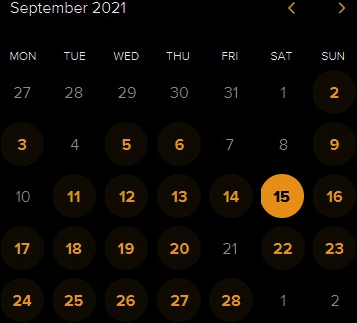 September 2021
MON TUE WED THU FRI SAT SUN
27 28 29 30 31 1 2
3 4 5 6 7 8 9
10 11 12 13 14 15 16
17 18 19 20 21 22 23
24 25 26 27 28 1 2